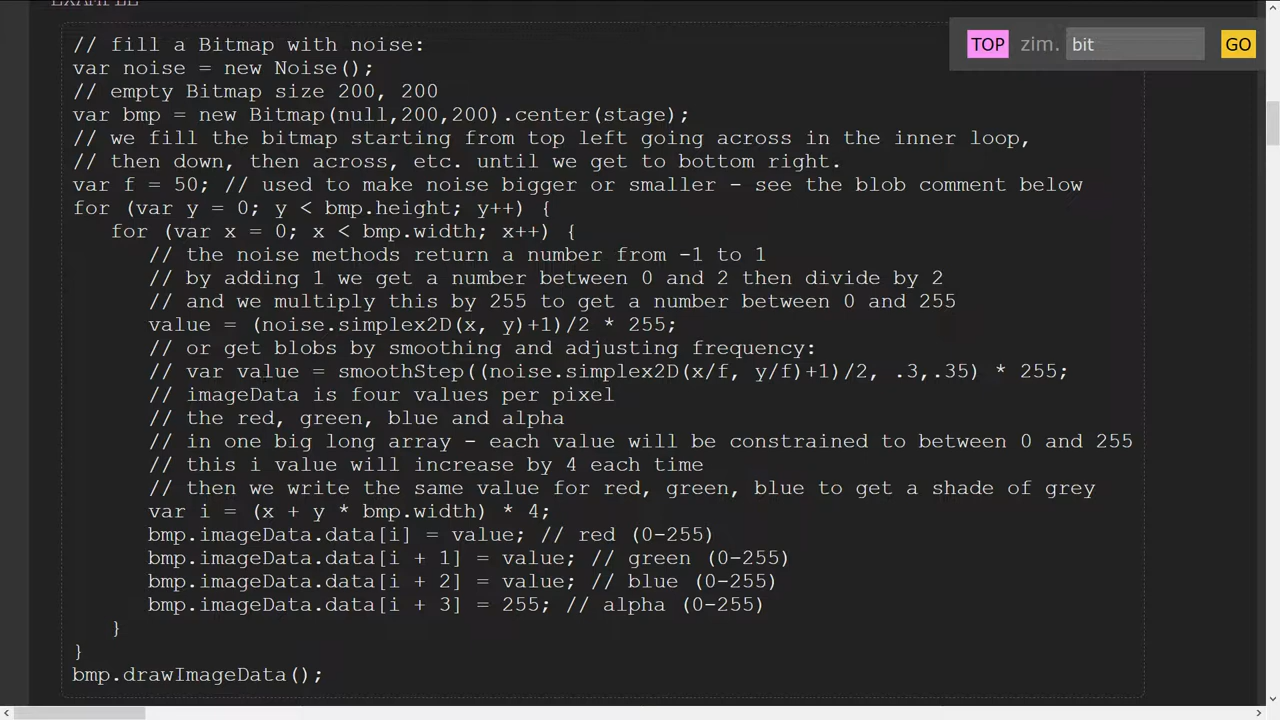 EXAMPLE
TOP zim. bit GO
// fill a Bitmap with noise:
var noise = new Noise();
// empty Bitmap size 200, 200
var bmp = new Bitmap(null,200,200).center(stage);
// we fill the bitmap starting from top left going across in the inner loop,
// then down, then across, etc. until we get to bottom right.
var f = 50; // used to make noise bigger or smaller - see the blob comment below
for (var y = 0; y < bmp.height; y++) {
for (var x = 0; x < bmp.width; x++) {
// the noise methods return a number from -1 to 1
// by adding 1 we get a number between 0 and 2 then divide by 2
// and we multiply this by 255 to get a number between 0 and 255
value = (noise.simplex2D(x, y)+1)/2 * 255;
// or get blobs by smoothing and adjusting frequency:
// var value = smoothStep((noise.simplex2D(x/f, y/f)+1)/2, .3,.35) * 255;
// imageData is four values per pixel
// the red, green, blue and alpha
// in one big long array - each value will be constrained to between 0 and 255
// this i value will increase by 4 each time
// then we write the same value for red, green, blue to get a shade of grey
var i = (x + y * bmp.width) * 4;
bmp.imageData.data[i] = value; // red (0-255)
bmp.imageData.data[i + 1] = value; // green (0-255)
bmp.imageData.data[i + 2] = value; // blue (0-255)
bmp.imageData.data[i + 3] = 255; // alpha (0-255)
}
}
bmp.drawImageData();